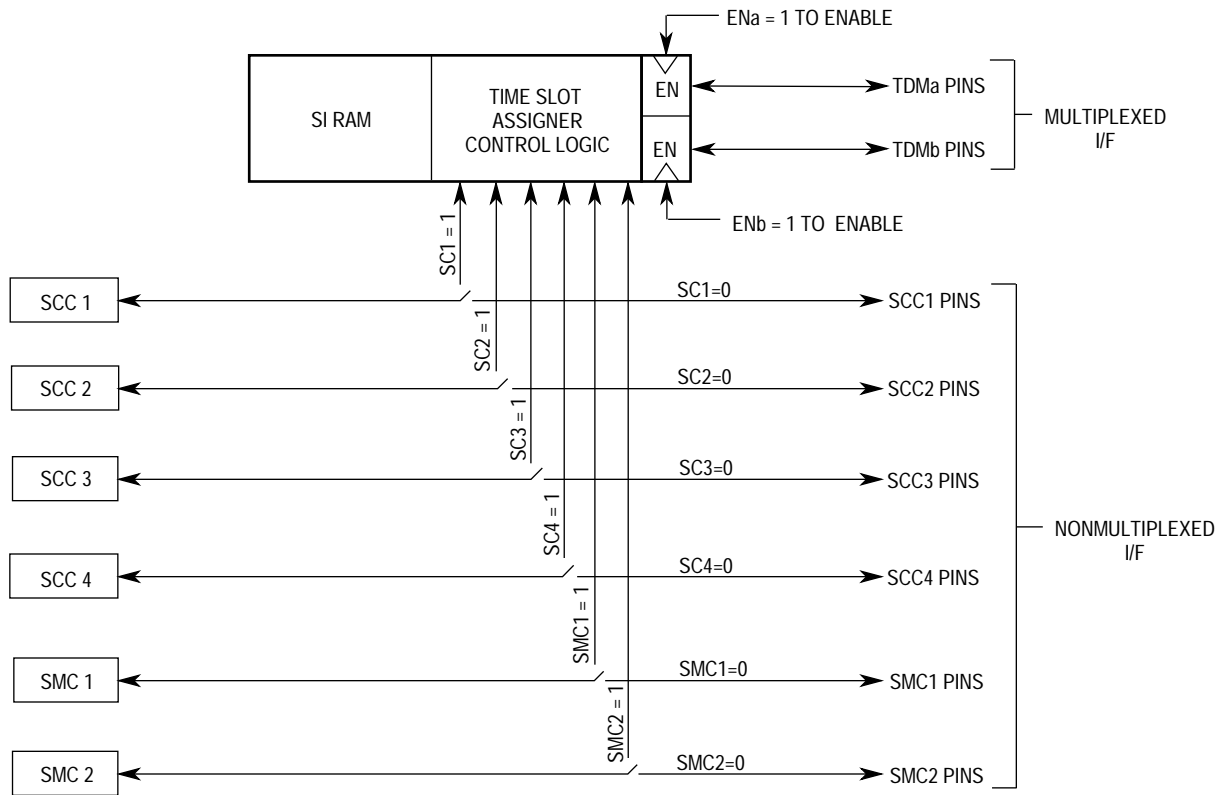 ENa = 1 TO ENABLE
SI RAM
TIME SLOT
ASSIGNER
CONTROL LOGIC
EN
TDMa PINS
MULTIPLEXED
I/F
EN
TDMb PINS
ENb = 1 TO ENABLE
SC1 = 1
SCC 1
SC1=0
SCC1 PINS
SC2 = 1
SCC 2
SC2=0
SCC2 PINS
SC3 = 1
SCC 3
SC3=0
SCC3 PINS
SC4 = 1
NONMULTIPLEXED
I/F
SCC 4
SC4=0
SCC4 PINS
SMC1 = 1
SMC 1
SMC1=0
SMC1 PINS
SMC2 = 1
SMC 2
SMC2=0
SMC2 PINS